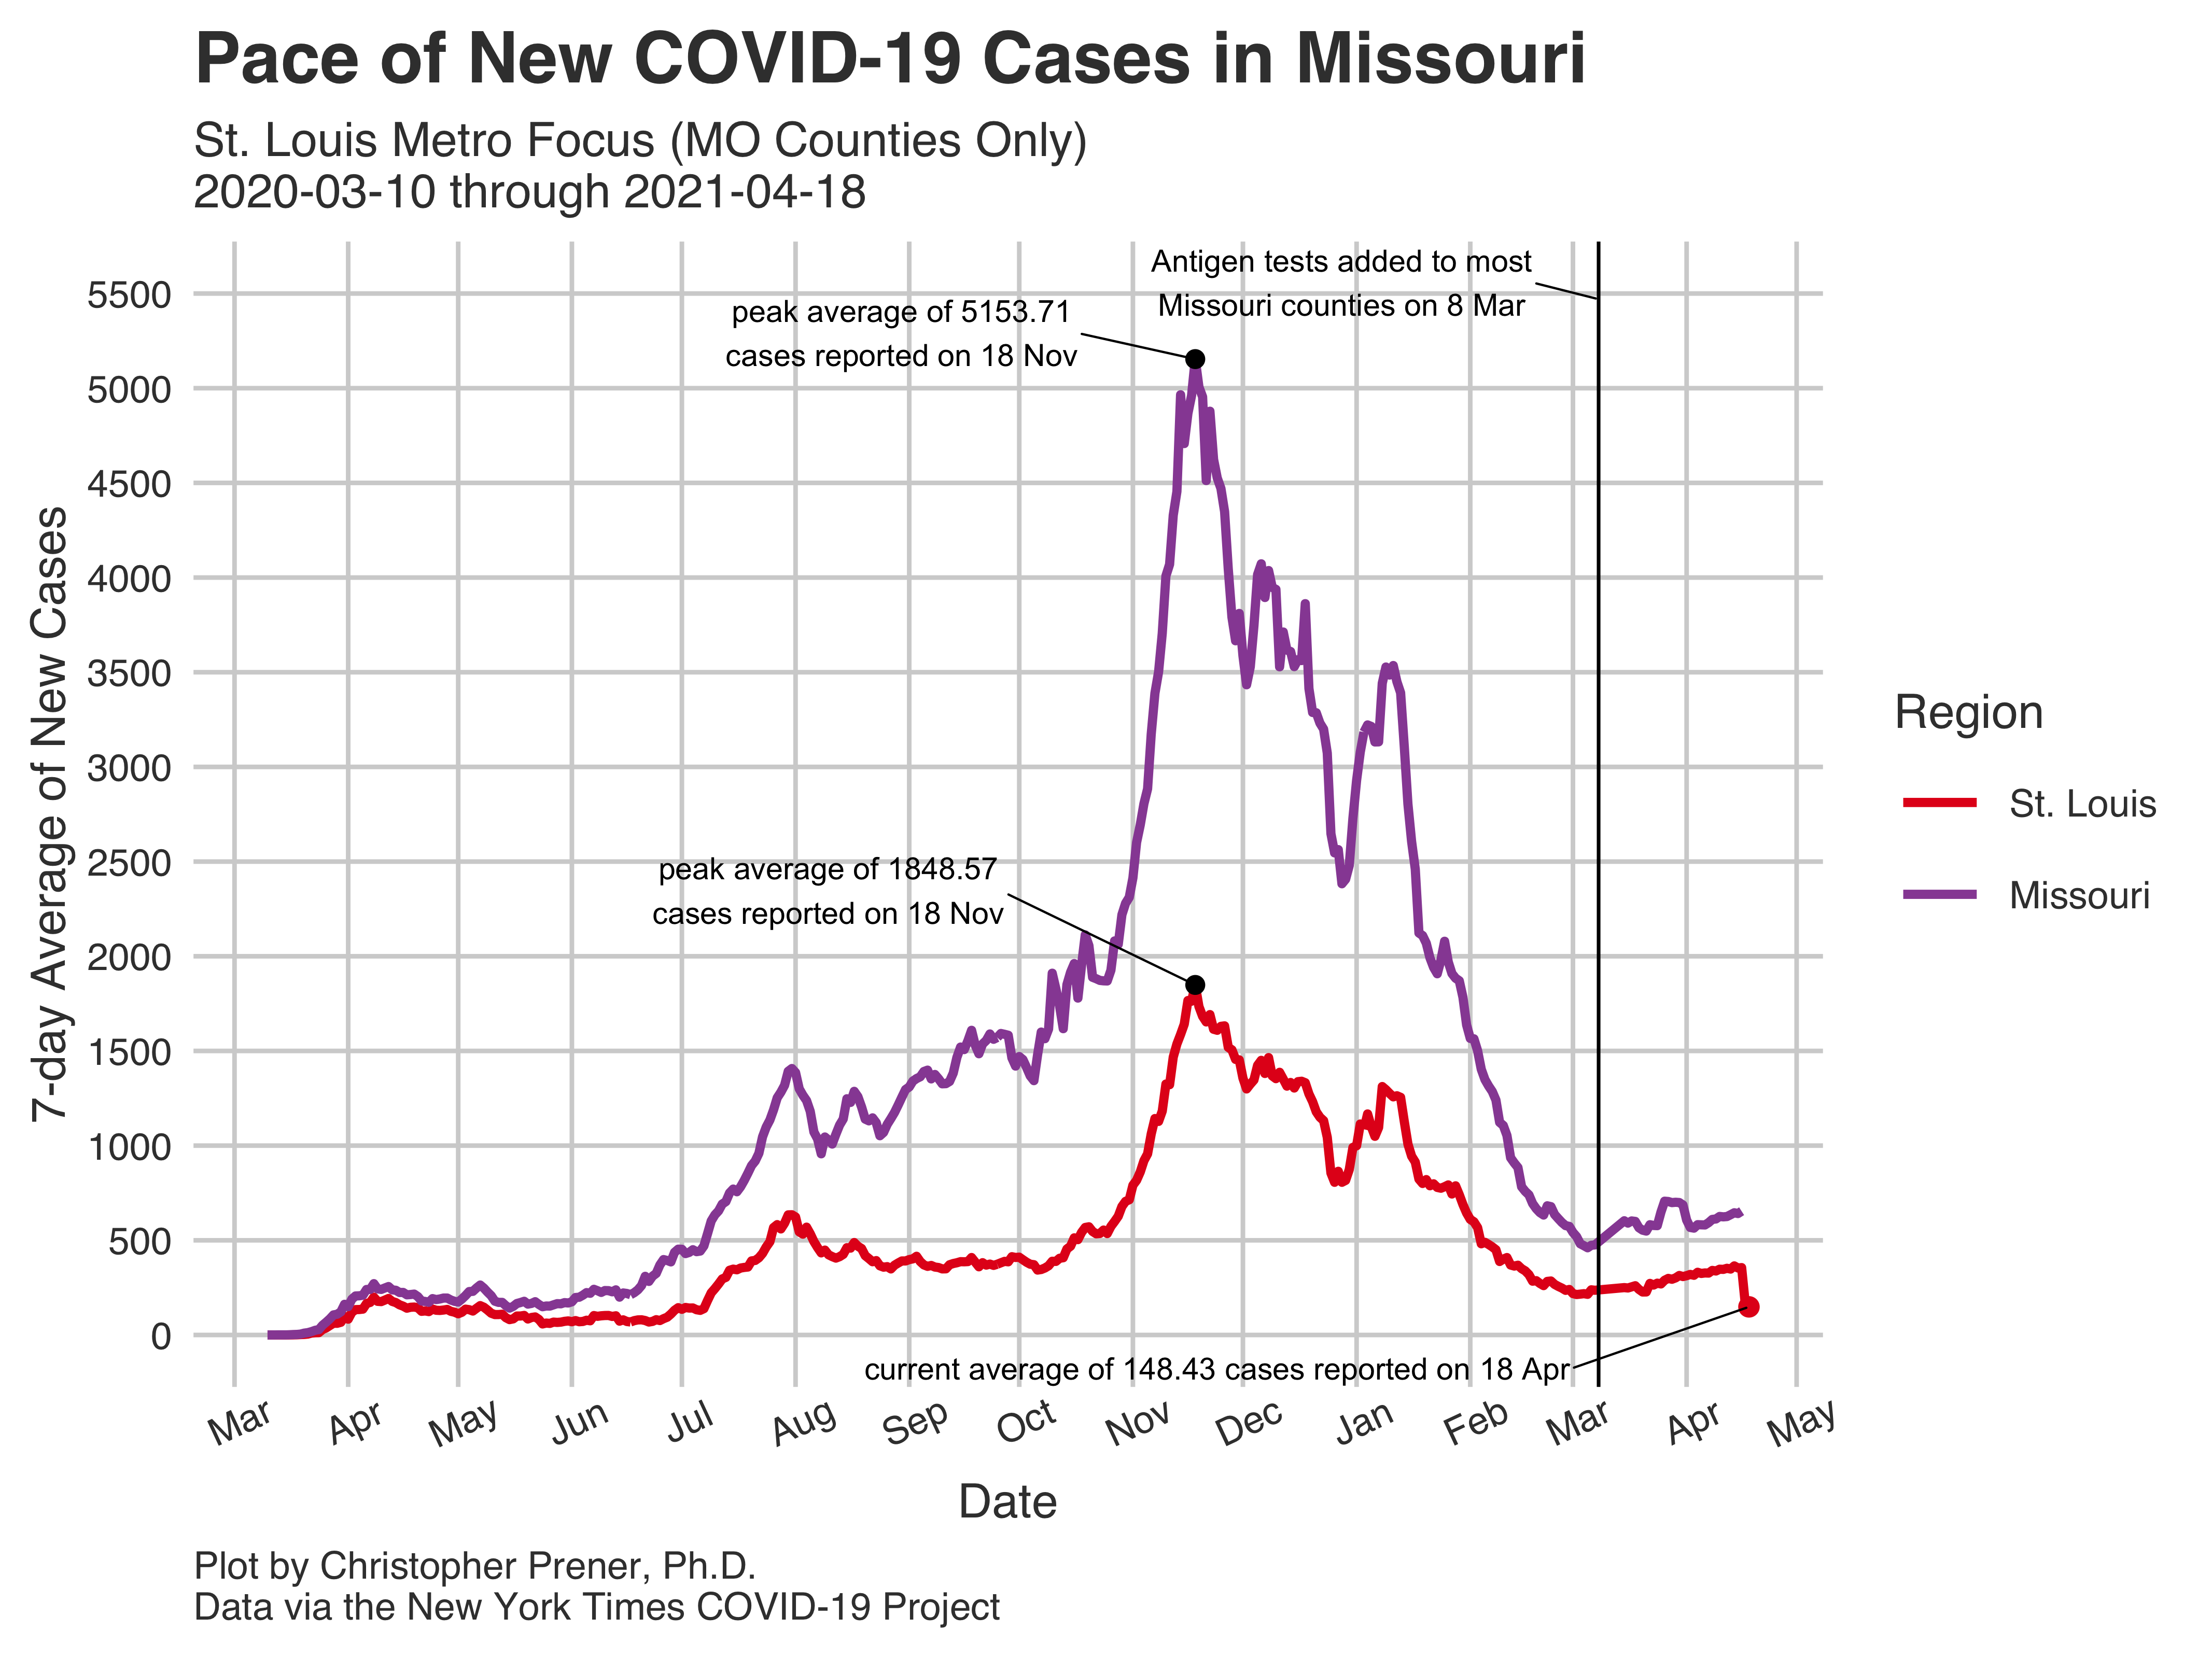 Pace of New COVID-19 Cases in Missouri
St. Louis Metro Focus (MO Counties Only)
2020-03-10 through 2021-04-18
Antigen tests added to most
Missouri counties on 8 Mar
peak average of 5153.71
cases reported on 18 Nov
peak average of 1848.57
cases reported on 18 Nov
current average of 148.43 cases reported on 18 Apr
7-day Average of New Cases
5500
5000
4500
4000
3500
3000
2500
2000
1500
1000
500
0
Mar Apr May Jun Jul Aug Sep Oct Nov Dec Jan Feb Mar Apr May
Date
Region
St. Louis
Missouri
Plot by Christopher Prener, Ph.D.
Data via the New York Times COVID-19 Project